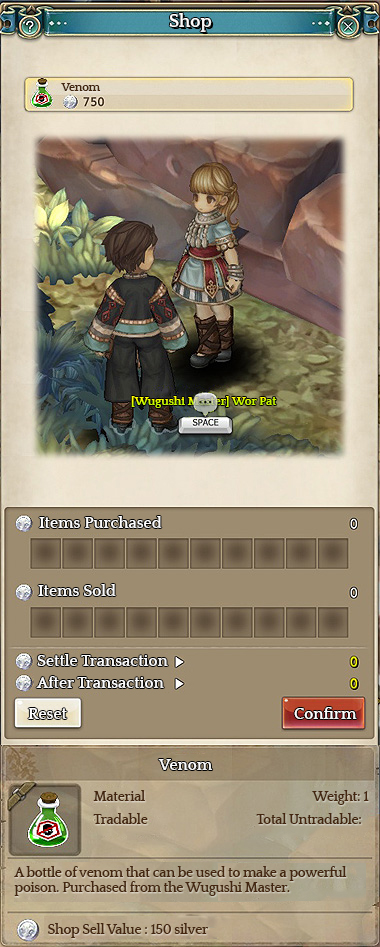 ?
Shop
Venom
750
[Wugushi Master] Wor Pat
SPACE
Items Purchased 0
Items Sold 0
Settle Transaction 0
After Transaction 0
Reset
Confirm
Venom
Material Weight: 1
Tradable Total Untradable:
A bottle of venom that can be used to make a powerful
poison. Purchased from the Wugushi Master.
Shop Sell Value : 150 silver